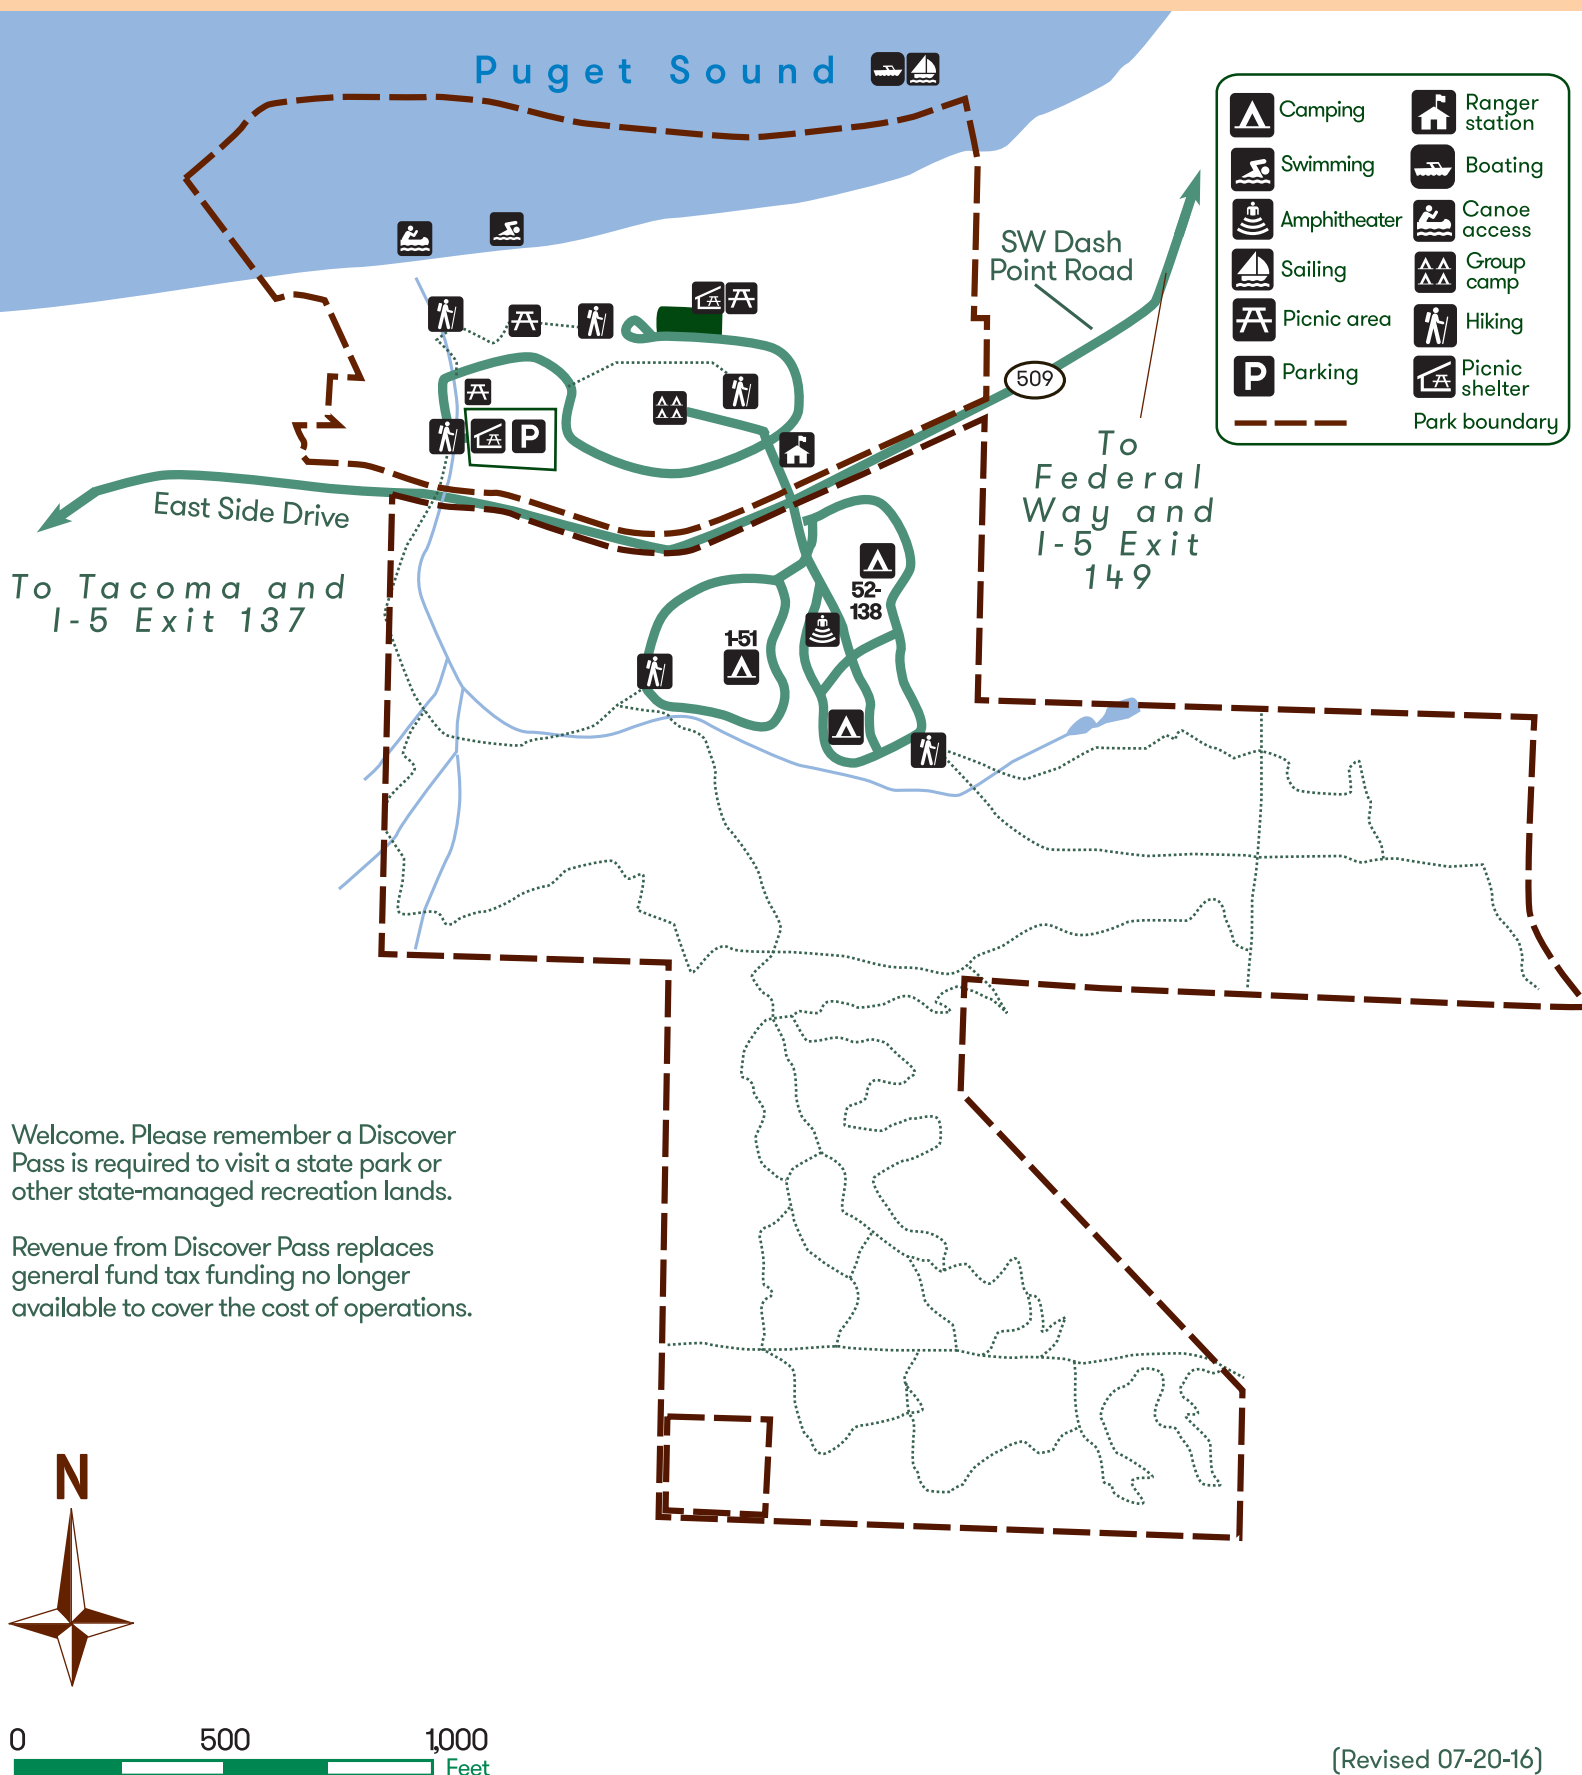 Puget Sound
Camping
Swimming
Amphitheater
Sailing
Picnic area
P
Parking
Ranger
station
Boating
Canoe
access
Group
camp
Hiking
Picnic
shelter
Park boundary
SW Dash
Point Road
509
P
East Side Drive
To
Federal
Way and
I-5 Exit
149
To Tacoma and
I-5 Exit 137
52-
138
1-51
Welcome. Please remember a Discover
Pass is required to visit a state park or
other state-managed recreation lands.
Revenue from Discover Pass replaces
general fund tax funding no longer
available to cover the cost of operations.
N
0 500 1,000
Feet
(Revised 07-20-16)